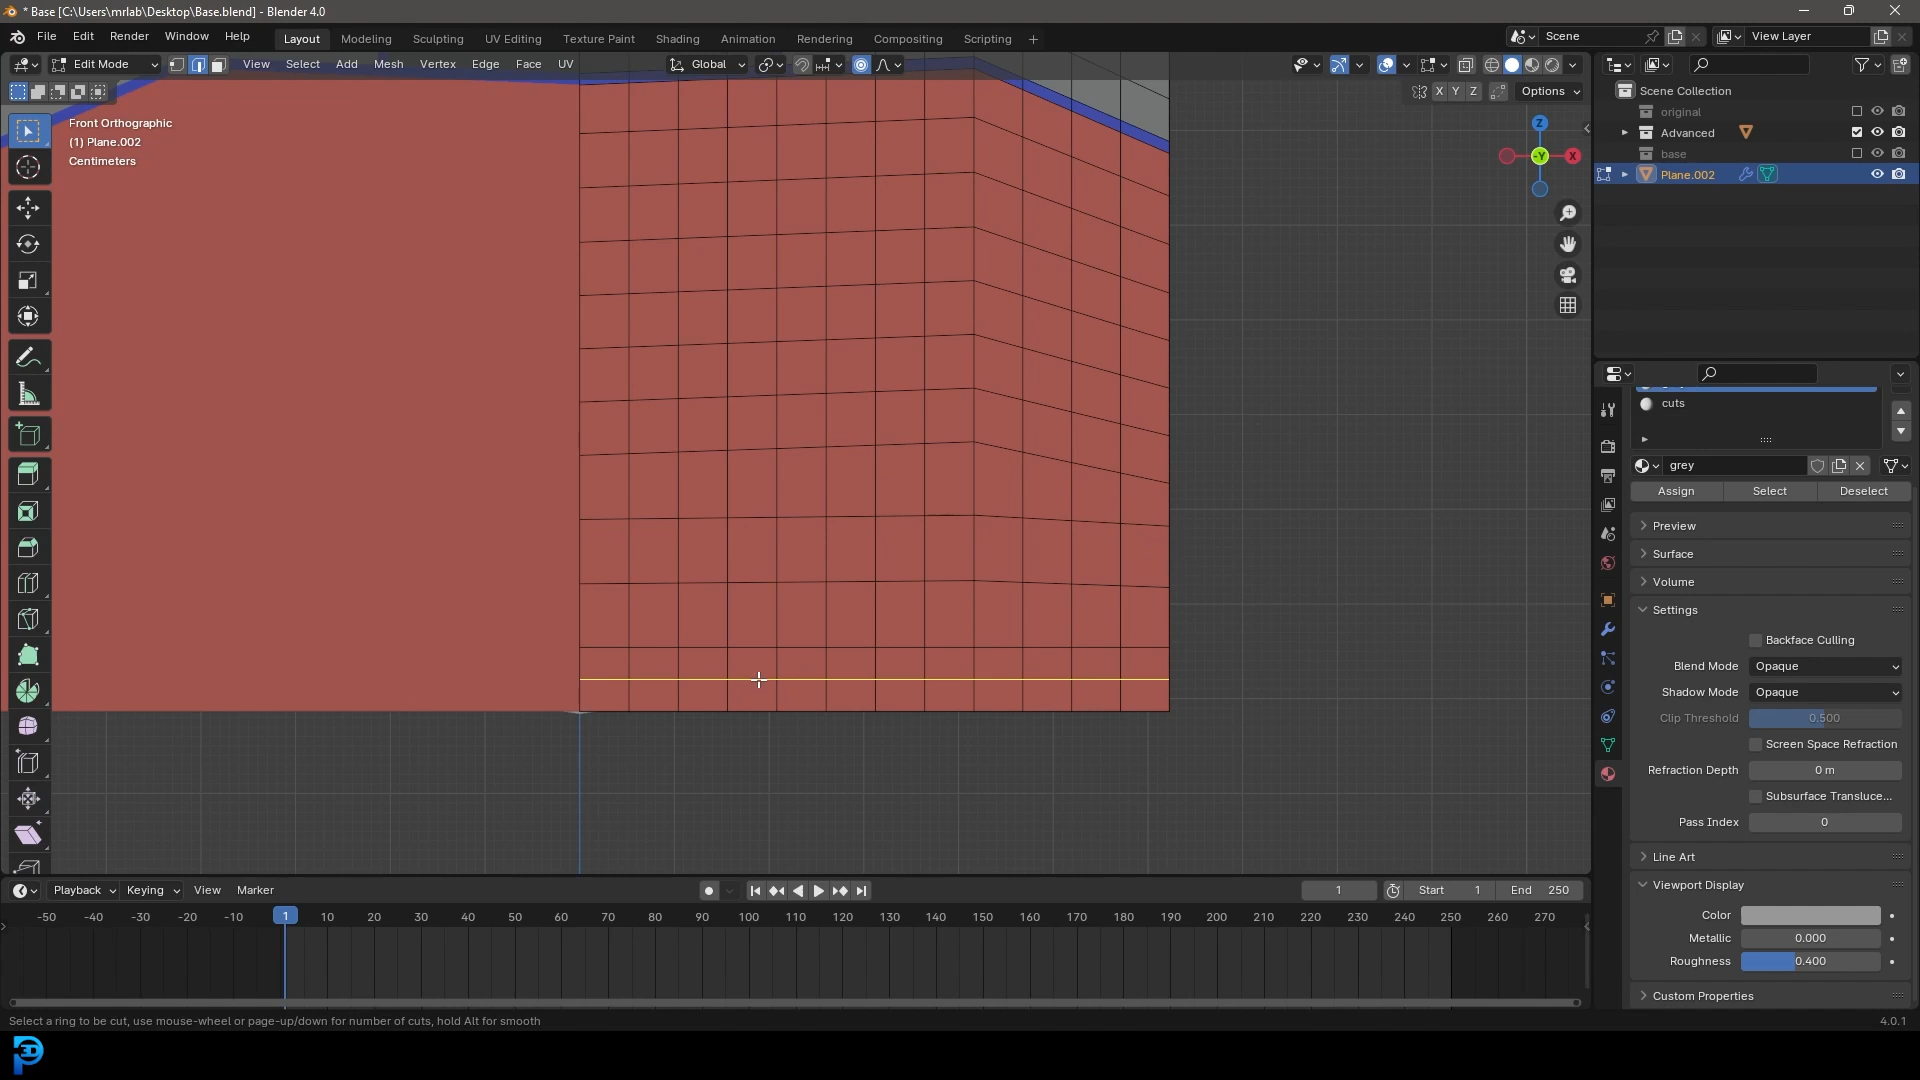 * Base [C:\Users\mrlab\Desktop\Base.blend] - Blender 4.0
File Edit Render Window Help Layout Modeling Sculpting UV Editing Texture Paint Shading Animation Rendering Compositing Scripting + Scene View Layer
Edit Mode View Select Add Mesh Vertex Edge Face UV Global
X Y Z Options
Front Orthographic
(1) Plane.002
Centimeters
Z
-Y
X
Scene Collection
original
Advanced
base
Plane.002
cuts
grey
Assign Select Deselect
Preview
Surface
Volume
Settings
Backface Culling
Blend Mode Opaque
Shadow Mode Opaque
Clip Threshold 0.500
Screen Space Refraction
Refraction Depth 0 m
Subsurface Transluce...
Pass Index 0
Line Art
Viewport Display
Color
Metallic 0.000
Roughness 0.400
Custom Properties
Playback Keying View Marker 1 Start 1 End 250
-50 -40 -30 -20 -10 1 10 20 30 40 50 60 70 80 90 100 110 120 130 140 150 160 170 180 190 200 210 220 230 240 250 260 270
Select a ring to be cut, use mouse-wheel or page-up/down for number of cuts, hold Alt for smooth
4.0.1
3D